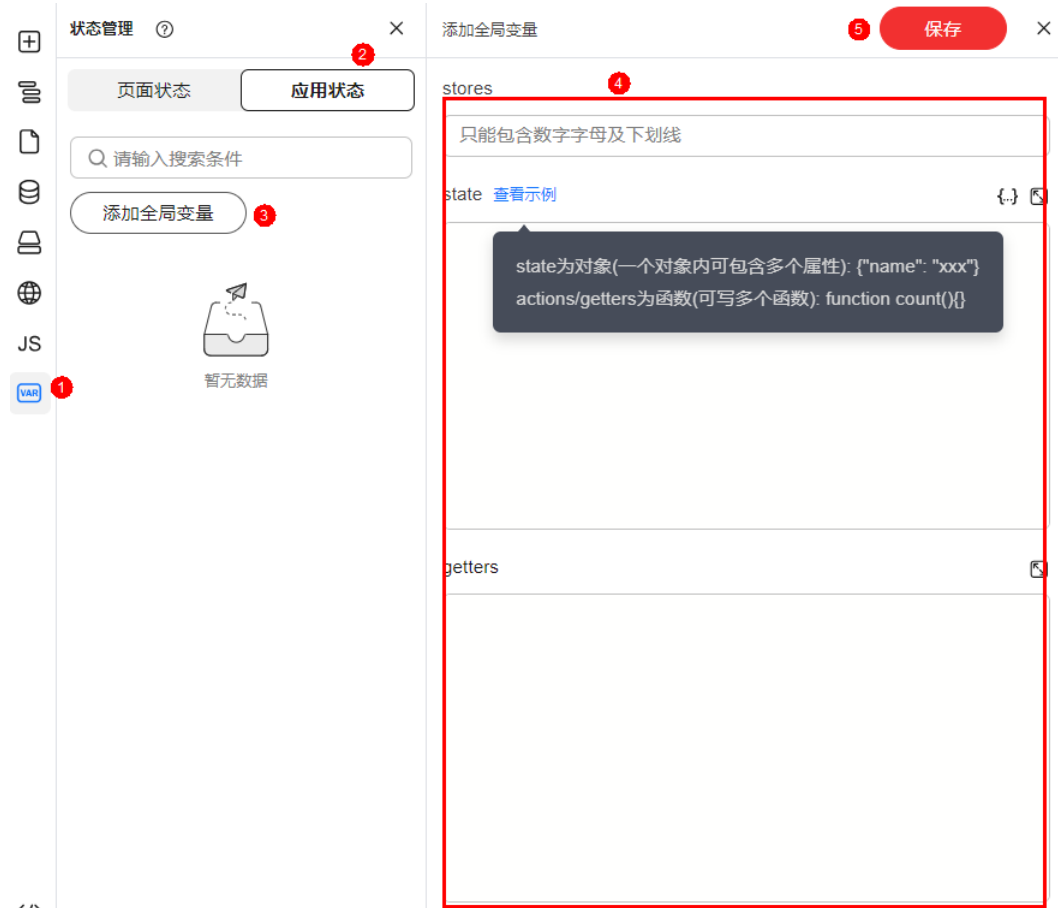 状态管理
页面状态
应用状态
2
请输入搜索条件
添加全局变量
3
暂无数据
JS
VAR
1
添加全局变量
5
保存
stores
4
只能包含数字字母及下划线
state 查看示例
{..}
state为对象(一个对象内可包含多个属性): {"name": "xxx"}
actions/getters为函数(可写多个函数): function count(){}
getters